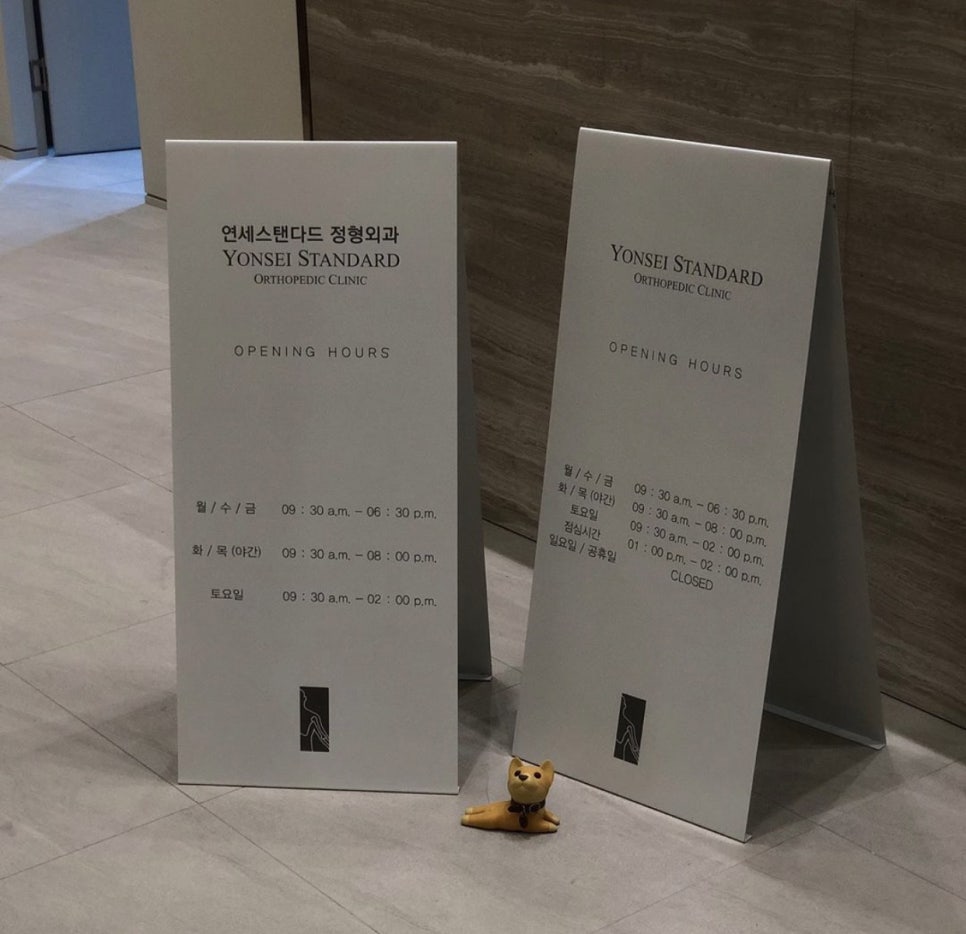 연세스탠다드 정형외과
YONSEI STANDARD
ORTHOPEDIC CLINIC
OPENING HOURS
월 / 수 / 금 09 : 30 a.m. – 06 : 30 p.m.
화 / 목 (야간) 09 : 30 a.m. – 08 : 00 p.m.
토요일 09 : 30 a.m. – 02 : 00 p.m.
YONSEI STANDARD
ORTHOPEDIC CLINIC
OPENING HOURS
월 / 수 / 금 09 : 30 a.m. – 06 : 30 p.m.
화 / 목 (야간) 09 : 30 a.m. – 08 : 00 p.m.
토요일 09 : 30 a.m. – 02 : 00 p.m.
점심시간 01 : 00 p.m. – 02 : 00 p.m.
일요일 / 공휴일 CLOSED